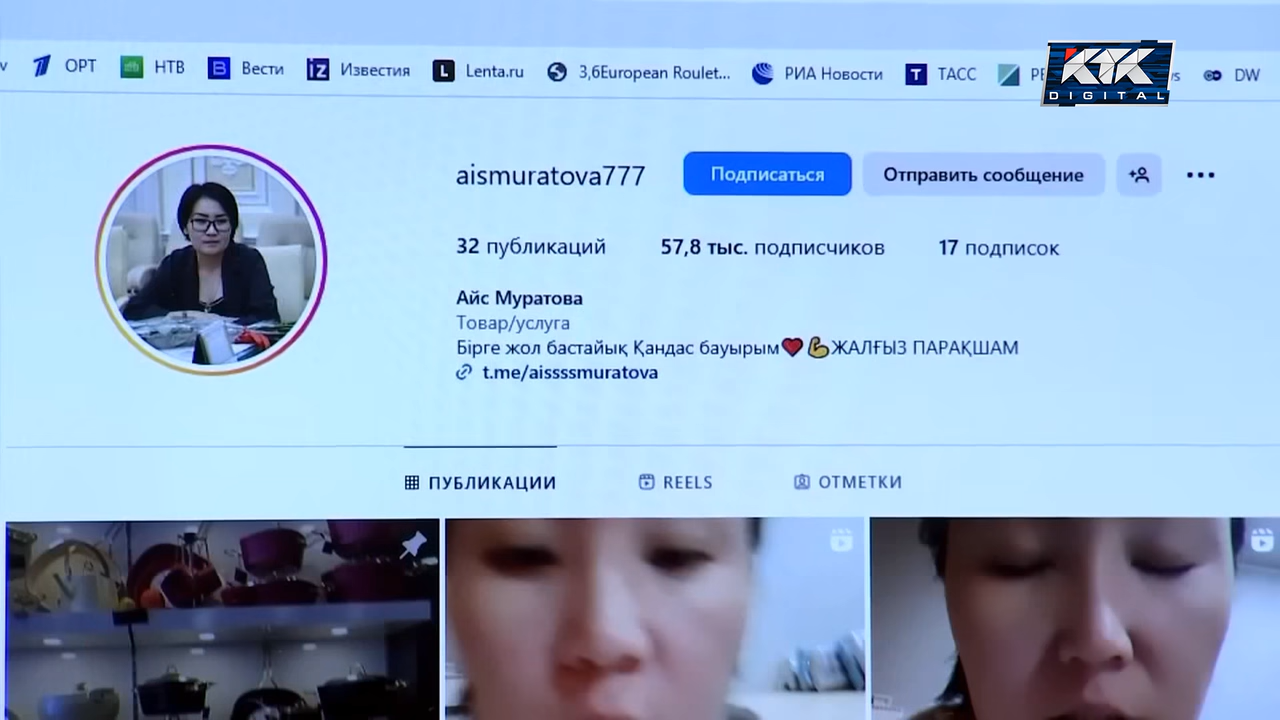 ОРТ НТВ Вести Известия Lenta.ru 3,6European Roulet... РИА Новости ТАСС DW
КТК
DIGITAL
aismuratova777 Подписаться Отправить сообщение
32 публикаций 57,8 тыс. подписчиков 17 подписок
Айс Муратова
Товар/услуга
Бірге жол бастайық Қандас бауырым❤️💪ЖАЛҒЫЗ ПАРАҚШАМ
t.me/aissssmuratova
ПУБЛИКАЦИИ REELS ОТМЕТКИ